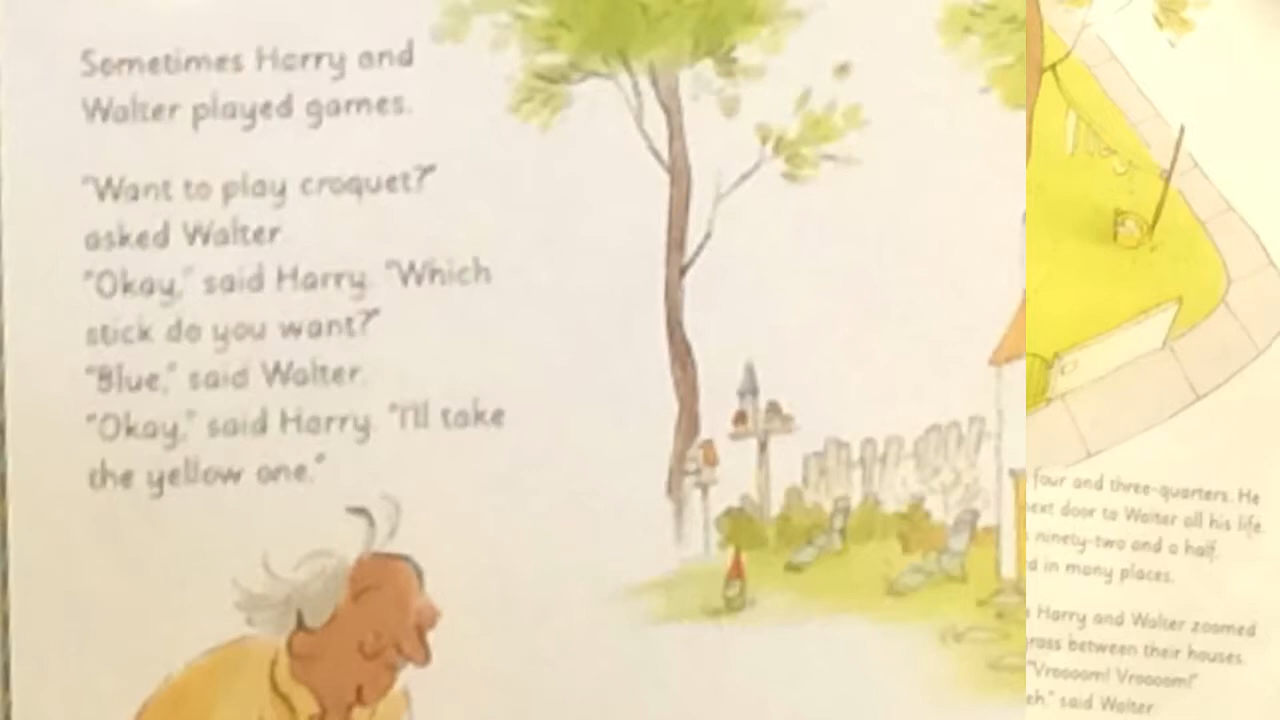 Sometimes Harry and
Walter played games.
"Want to play croquet?"
asked Walter.
"Okay," said Harry. "Which
stick do you want?"
"Blue," said Walter.
"Okay," said Harry. "I'll take
the yellow one."
four and three-quarters. He
next door to Walter all his life.
ninety-two and a half.
in many places.
Harry and Walter zoomed
grass between their houses.
"Vroooom! Vroooom!"
said Walter.